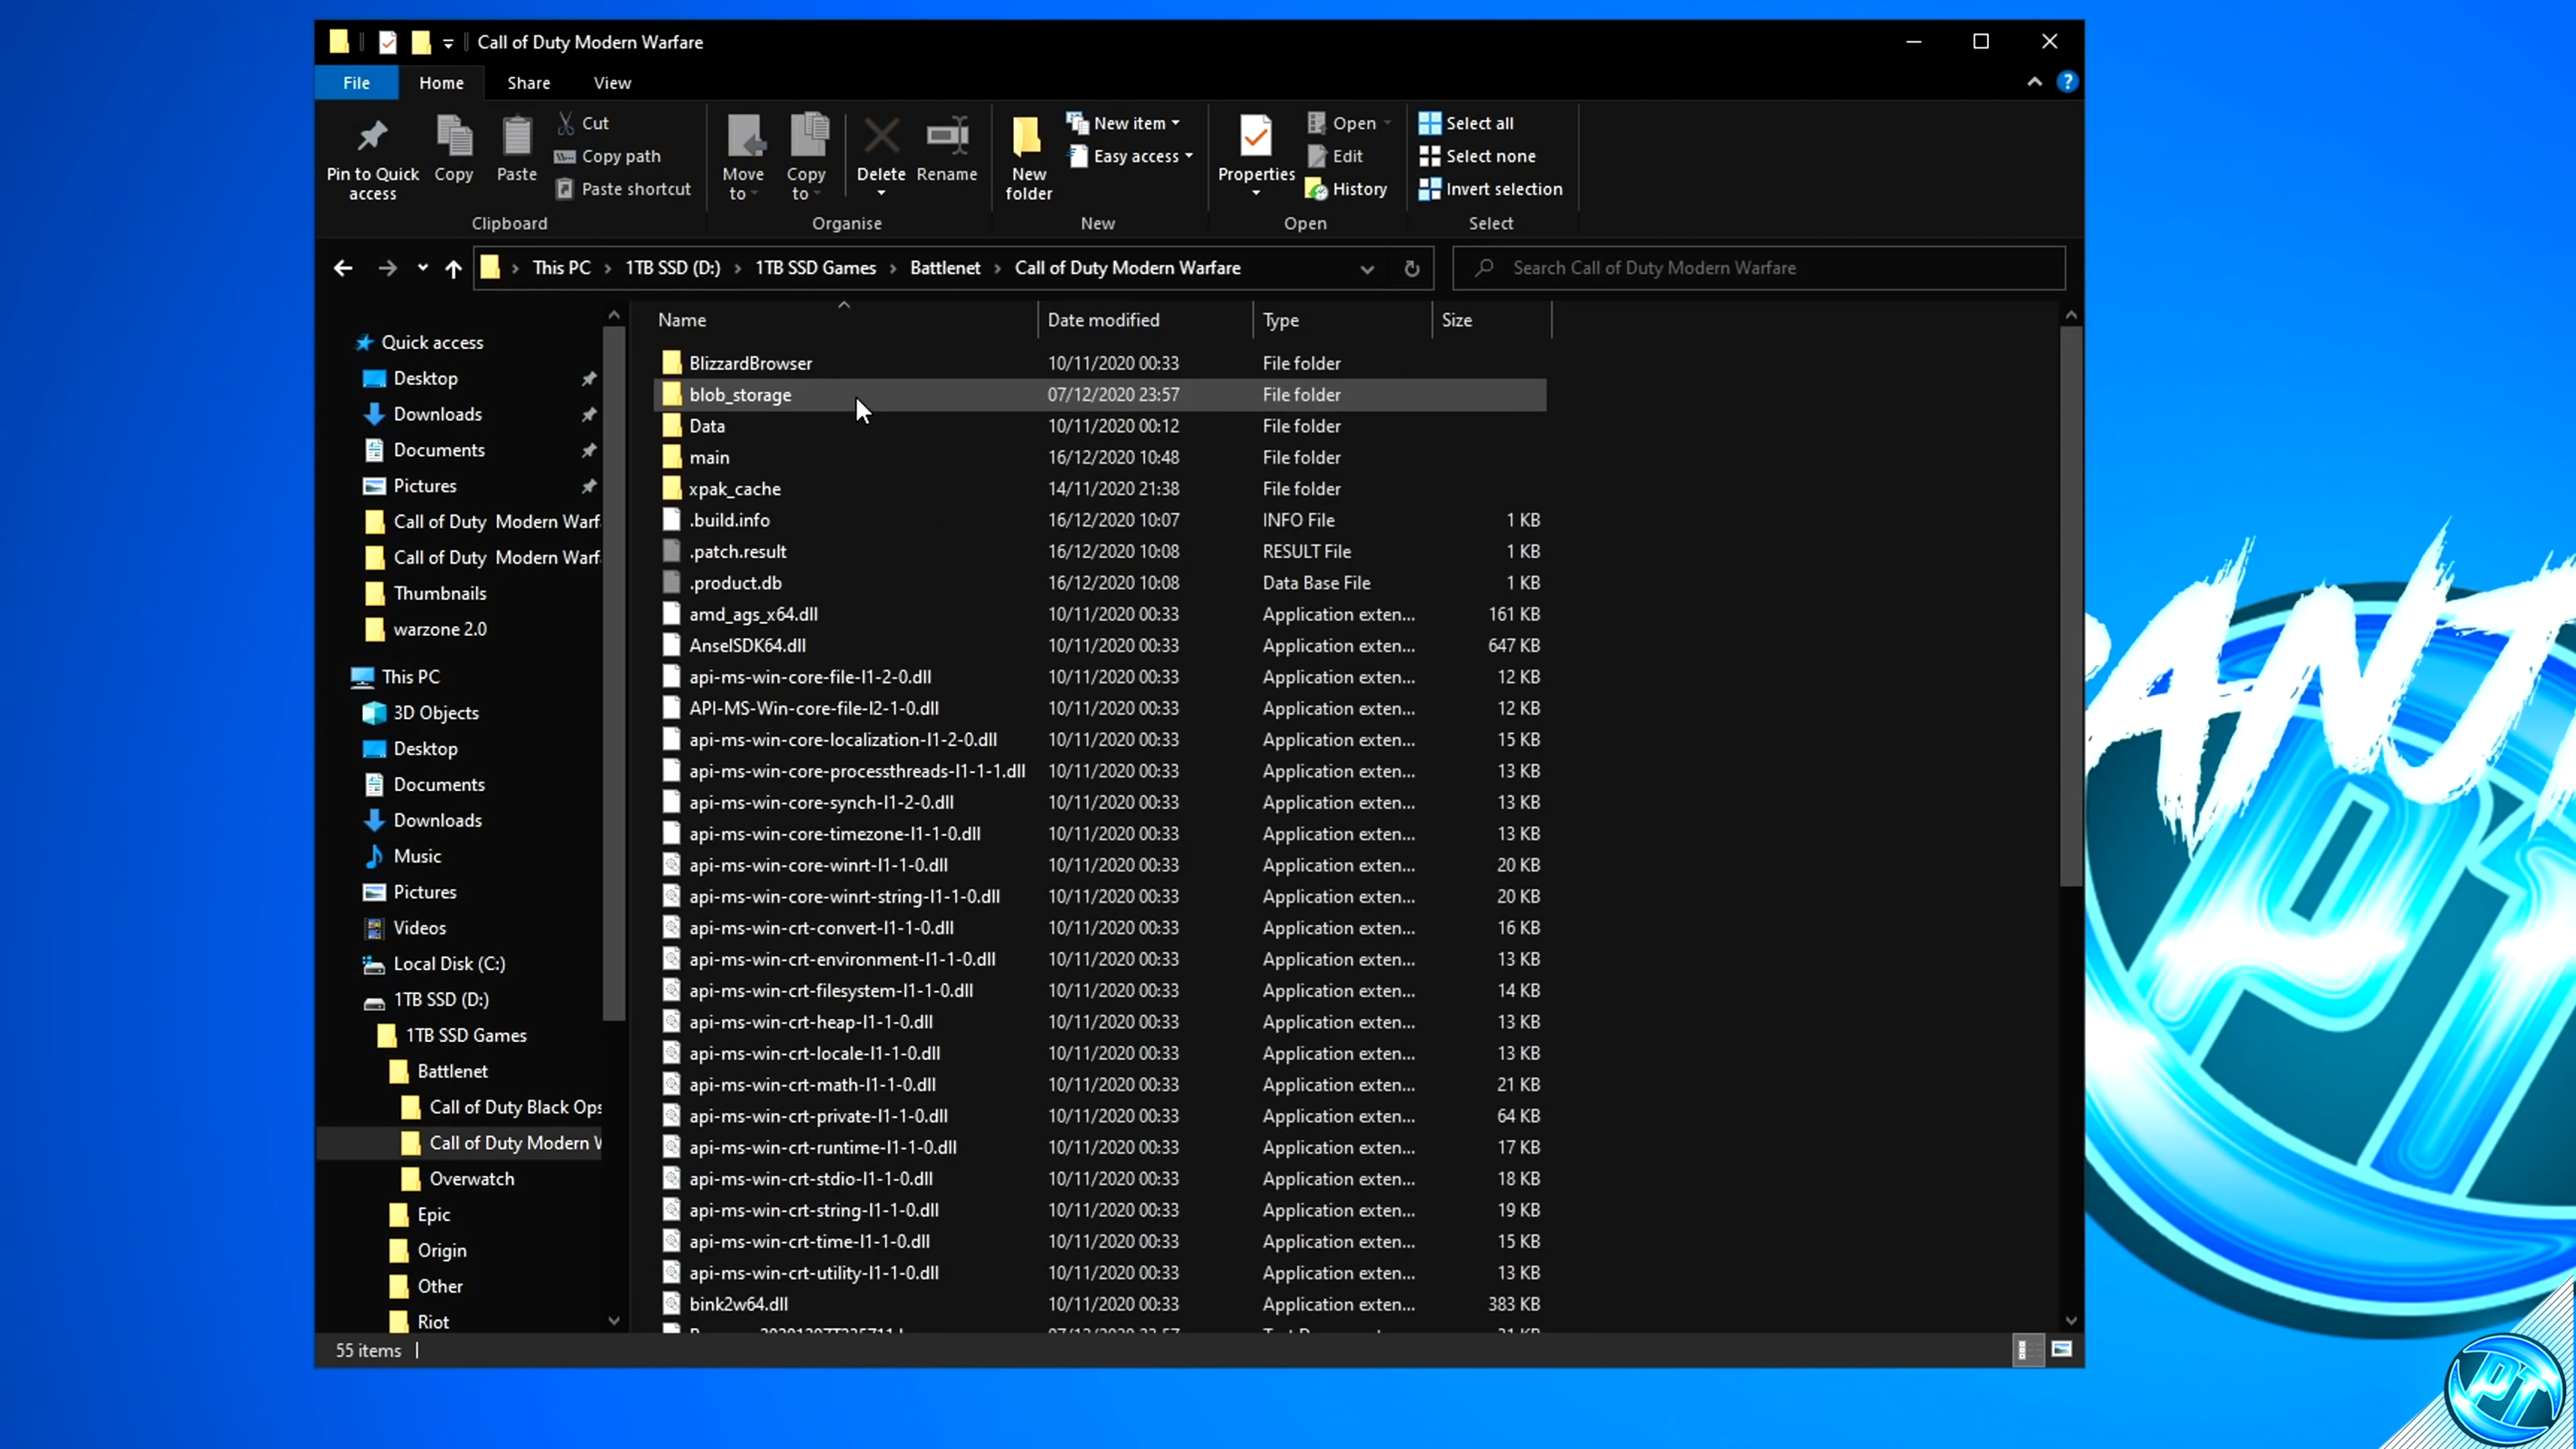 Call of Duty Modern Warfare
File Home Share View
Pin to Quick access
Copy
Paste
Cut
Copy path
Paste shortcut
Clipboard
Move to
Copy to
Delete
Rename
Organise
New folder
New item
Easy access
New
Properties
Open
Edit
History
Open
Select all
Select none
Invert selection
Select
This PC 1TB SSD (D:) 1TB SSD Games Battlenet Call of Duty Modern Warfare
Search Call of Duty Modern Warfare
Quick access
Desktop
Downloads
Documents
Pictures
Call of Duty Modern Warf
Call of Duty Modern Warf
Thumbnails
warzone 2.0
This PC
3D Objects
Desktop
Documents
Downloads
Music
Pictures
Videos
Local Disk (C:)
1TB SSD (D:)
1TB SSD Games
Battlenet
Call of Duty Black Ops
Call of Duty Modern W
Overwatch
Epic
Origin
Other
Riot
Name Date modified Type Size
BlizzardBrowser 10/11/2020 00:33 File folder
blob_storage 07/12/2020 23:57 File folder
Data 10/11/2020 00:12 File folder
main 16/12/2020 10:48 File folder
xpak_cache 14/11/2020 21:38 File folder
.build.info 16/12/2020 10:07 INFO File 1 KB
.patch.result 16/12/2020 10:08 RESULT File 1 KB
.product.db 16/12/2020 10:08 Data Base File 1 KB
amd_ags_x64.dll 10/11/2020 00:33 Application exten... 161 KB
AnselSDK64.dll 10/11/2020 00:33 Application exten... 647 KB
api-ms-win-core-file-l1-2-0.dll 10/11/2020 00:33 Application exten... 12 KB
API-MS-Win-core-file-l2-1-0.dll 10/11/2020 00:33 Application exten... 12 KB
api-ms-win-core-localization-l1-2-0.dll 10/11/2020 00:33 Application exten... 15 KB
api-ms-win-core-processthreads-l1-1-1.dll 10/11/2020 00:33 Application exten... 13 KB
api-ms-win-core-synch-l1-2-0.dll 10/11/2020 00:33 Application exten... 13 KB
api-ms-win-core-timezone-l1-1-0.dll 10/11/2020 00:33 Application exten... 13 KB
api-ms-win-core-winrt-l1-1-0.dll 10/11/2020 00:33 Application exten... 20 KB
api-ms-win-core-winrt-string-l1-1-0.dll 10/11/2020 00:33 Application exten... 20 KB
api-ms-win-crt-convert-l1-1-0.dll 10/11/2020 00:33 Application exten... 16 KB
api-ms-win-crt-environment-l1-1-0.dll 10/11/2020 00:33 Application exten... 13 KB
api-ms-win-crt-filesystem-l1-1-0.dll 10/11/2020 00:33 Application exten... 14 KB
api-ms-win-crt-heap-l1-1-0.dll 10/11/2020 00:33 Application exten... 13 KB
api-ms-win-crt-locale-l1-1-0.dll 10/11/2020 00:33 Application exten... 13 KB
api-ms-win-crt-math-l1-1-0.dll 10/11/2020 00:33 Application exten... 21 KB
api-ms-win-crt-private-l1-1-0.dll 10/11/2020 00:33 Application exten... 64 KB
api-ms-win-crt-runtime-l1-1-0.dll 10/11/2020 00:33 Application exten... 17 KB
api-ms-win-crt-stdio-l1-1-0.dll 10/11/2020 00:33 Application exten... 18 KB
api-ms-win-crt-string-l1-1-0.dll 10/11/2020 00:33 Application exten... 19 KB
api-ms-win-crt-time-l1-1-0.dll 10/11/2020 00:33 Application exten... 15 KB
api-ms-win-crt-utility-l1-1-0.dll 10/11/2020 00:33 Application exten... 13 KB
bink2w64.dll 10/11/2020 00:33 Application exten... 383 KB
55 items
PT
PT